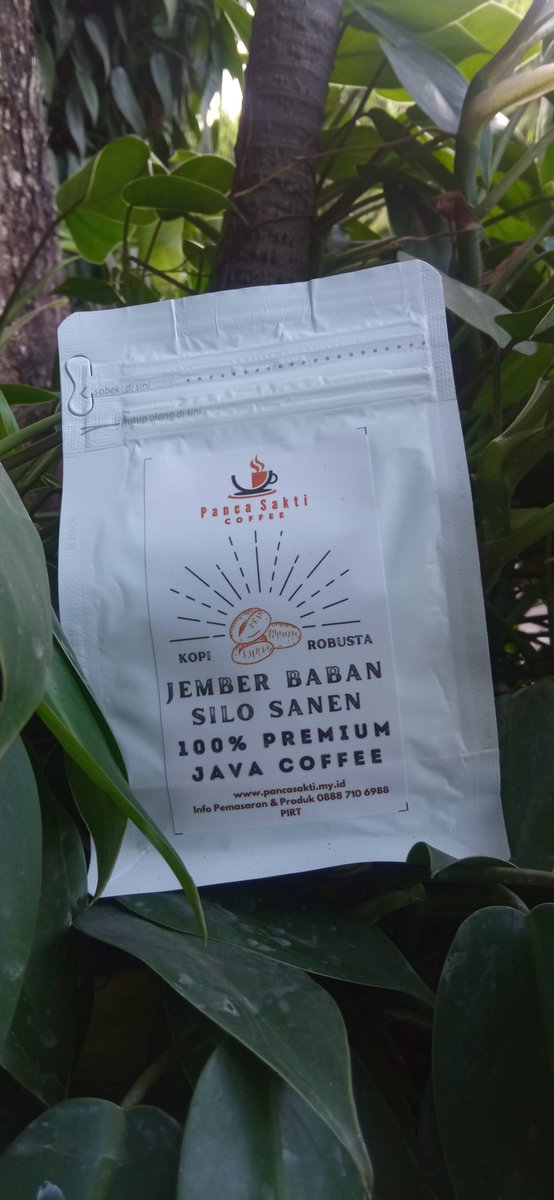 sobek di sini
tutup ulang di sini
Panca Sakti
COFFEE
KOPI ROBUSTA
JEMBER BABAN
SILO SANEN
100% PREMIUM
JAVA COFFEE
www.pancasakti.my.id
Info Pemasaran & Produk 0888 710 6988
PIRT